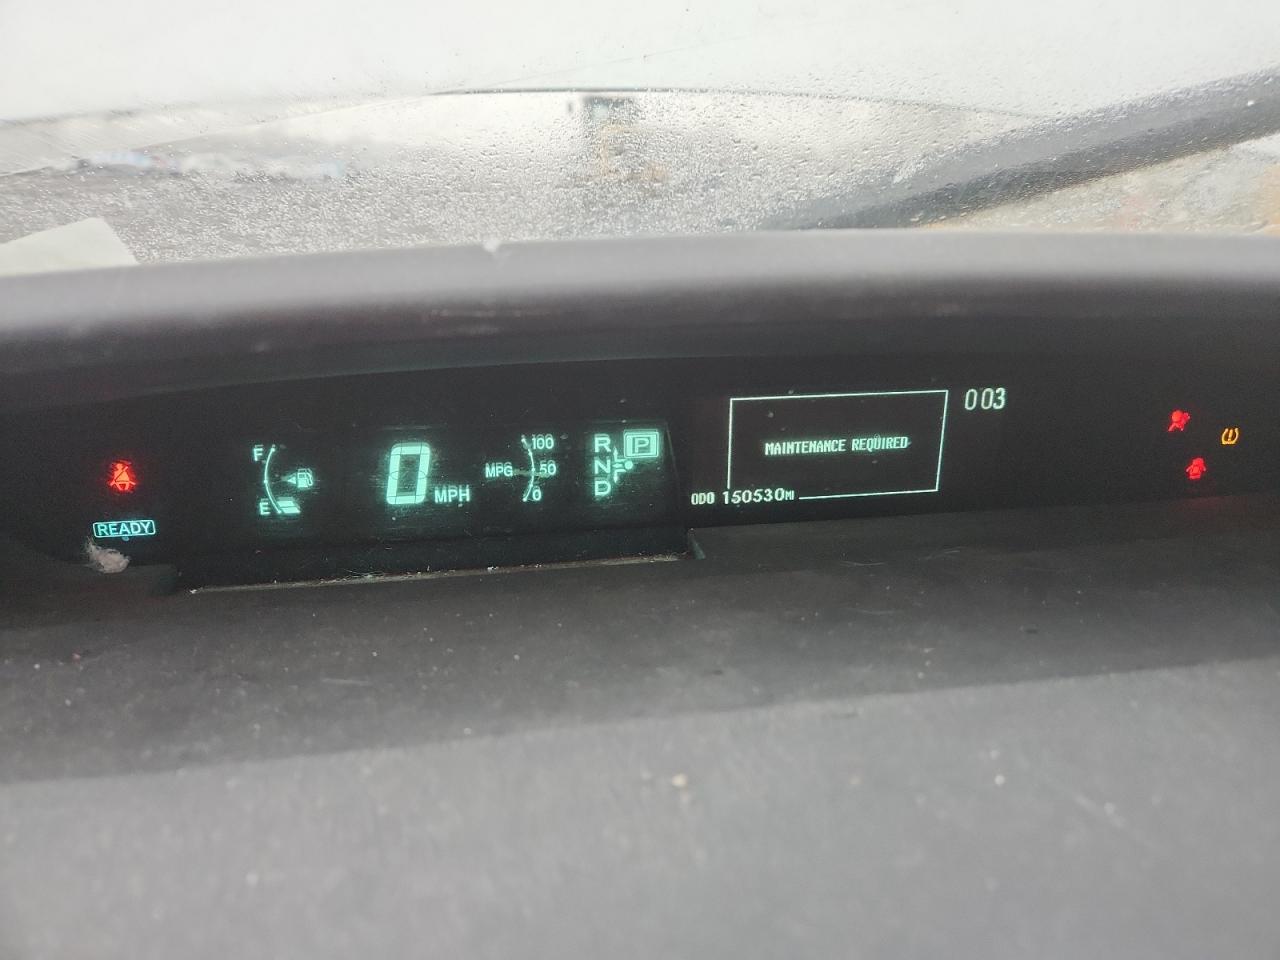 READY
F
E
0 MPH
MPG
100
50
0
R
N
D
P
MAINTENANCE REQUIRED
ODO 150530MI
003